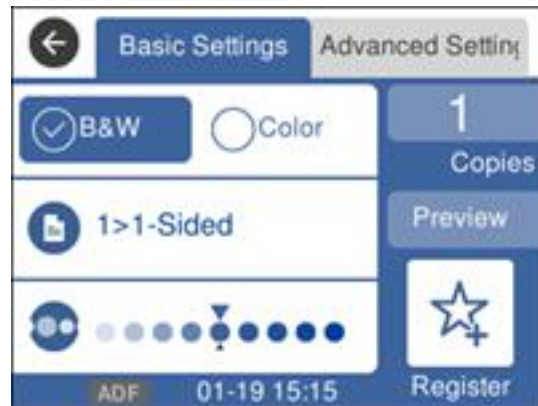 Basic Settings
Advanced Setting
B&W
Color
1
Copies
1>1-Sided
Preview
ADF
01-19 15:15
Register